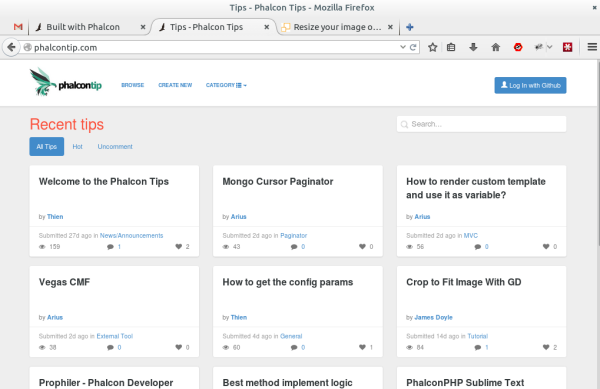 Tips - Phalcon Tips - Mozilla Firefox
Built with Phalcon
Tips - Phalcon Tips
Resize your image o...
phalcontip.com
phalcontip
BROWSE
CREATE NEW
CATEGORY
Log In with Github
Recent tips
Search...
All Tips
Hot
Uncomment
Welcome to the Phalcon Tips
by Thien
Submitted 27d ago in News/Announcements
159 1 2
Mongo Cursor Paginator
by Arius
Submitted 2d ago in Paginator
43 0 0
How to render custom template
and use it as variable?
by Arius
Submitted 2d ago in MVC
56 0 0
Vegas CMF
by Arius
Submitted 2d ago in External Tool
38 0 0
How to get the config params
by Thien
Submitted 4d ago in General
60 0 1
Crop to Fit Image With GD
by James Doyle
Submitted 14d ago in Tutorial
84 1 2
Prophiler - Phalcon Developer
Best method implement logic
PhalconPHP Sublime Text